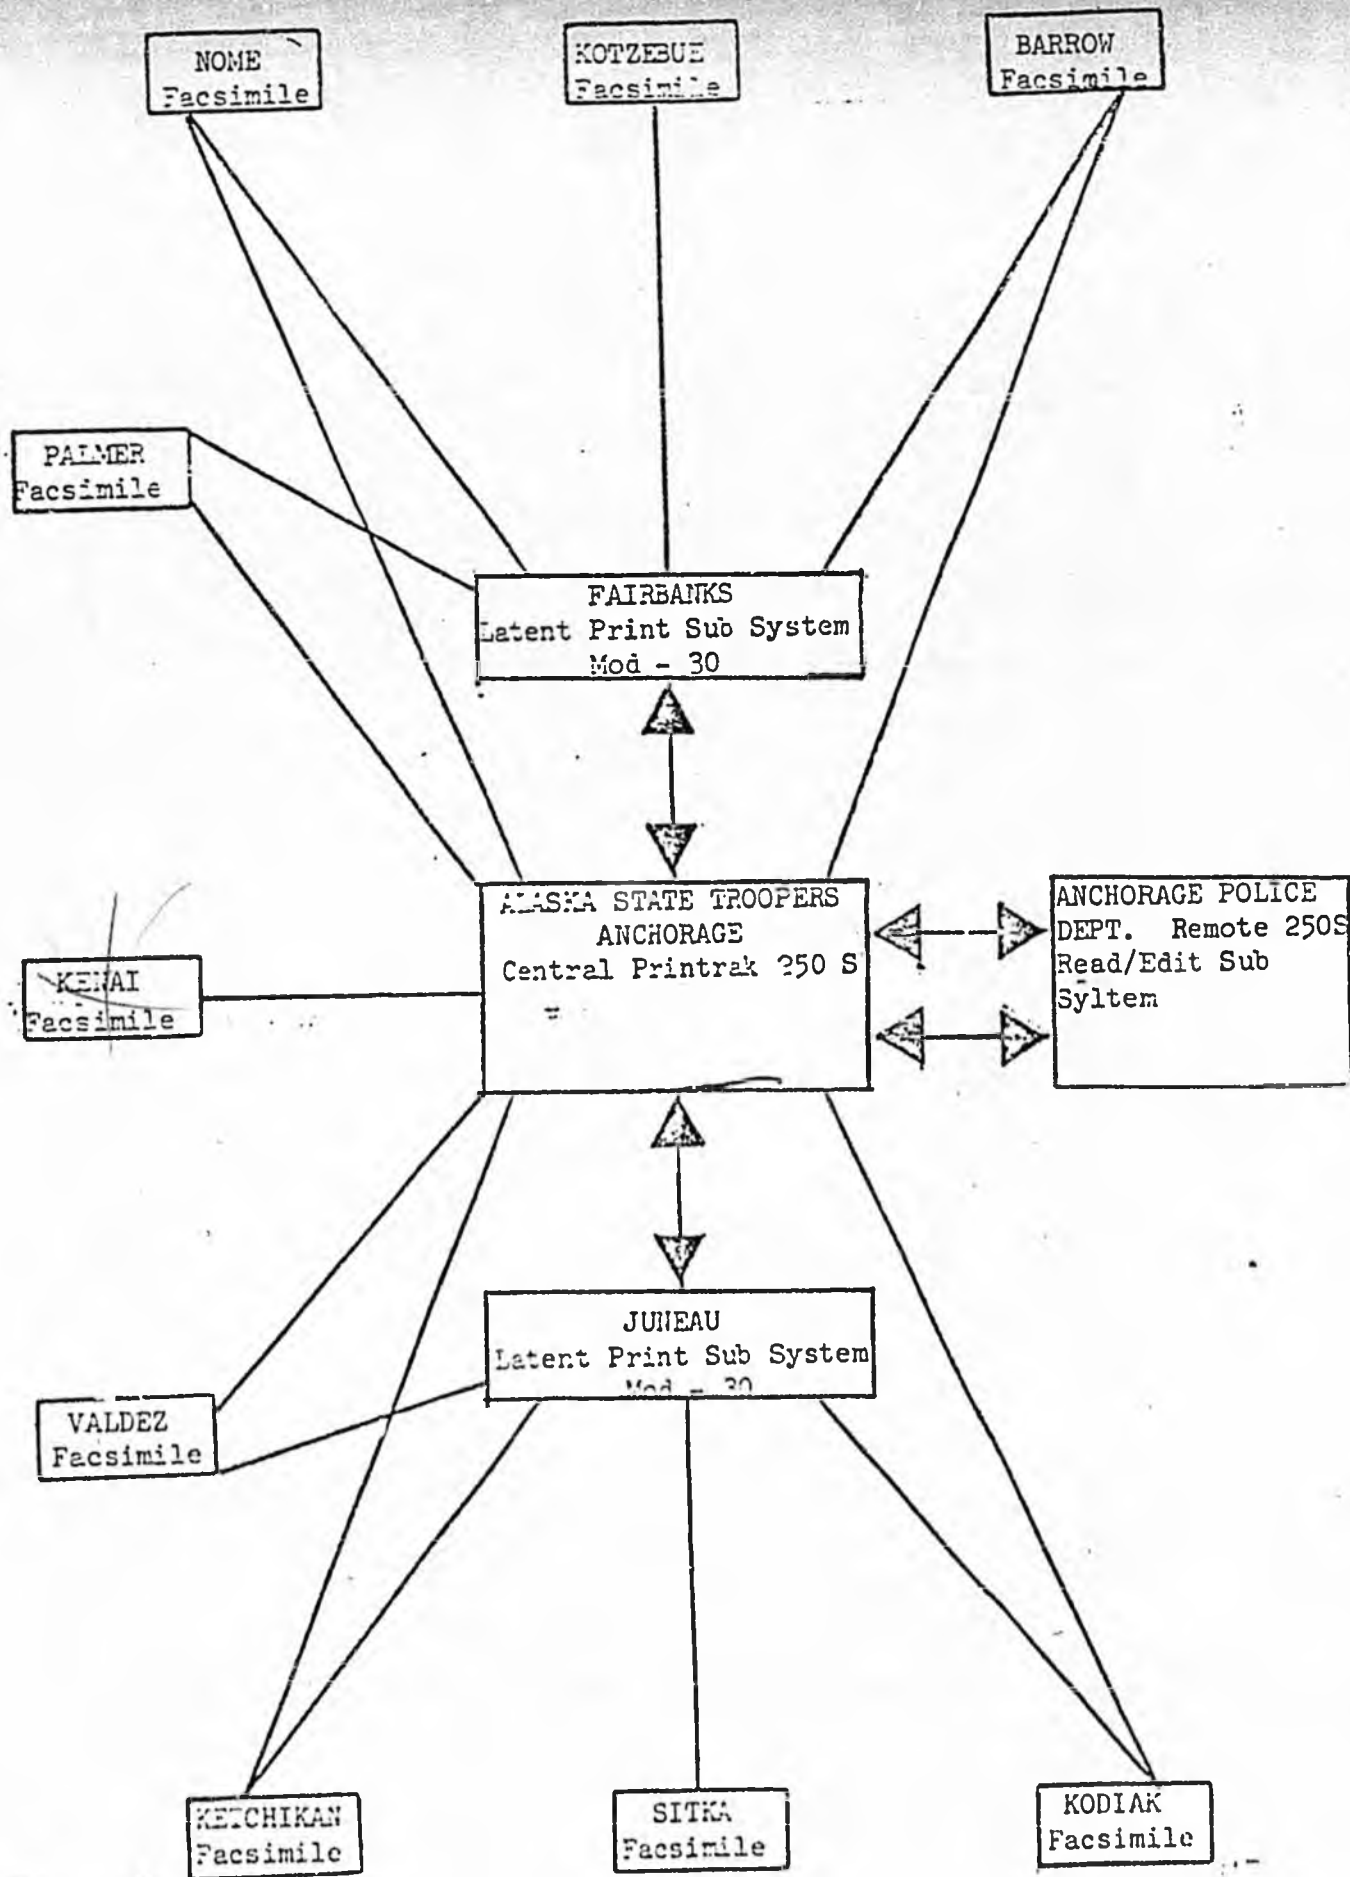 NOME
Facsimile
KOTZEBUE
Facsimile
BARROW
Facsimile
PALMER
Facsimile
FAIRBANKS
Latent Print Sub System
Mod - 30
ALASKA STATE TROOPERS
ANCHORAGE
Central Printrak 250 S
ANCHORAGE POLICE
DEPT. Remote 250S
Read/Edit Sub
Syltem
KENAI
Facsimile
JUNEAU
Latent Print Sub System
Mod - 30
VALDEZ
Facsimile
KETCHIKAN
Facsimile
SITKA
Facsimile
KODIAK
Facsimile